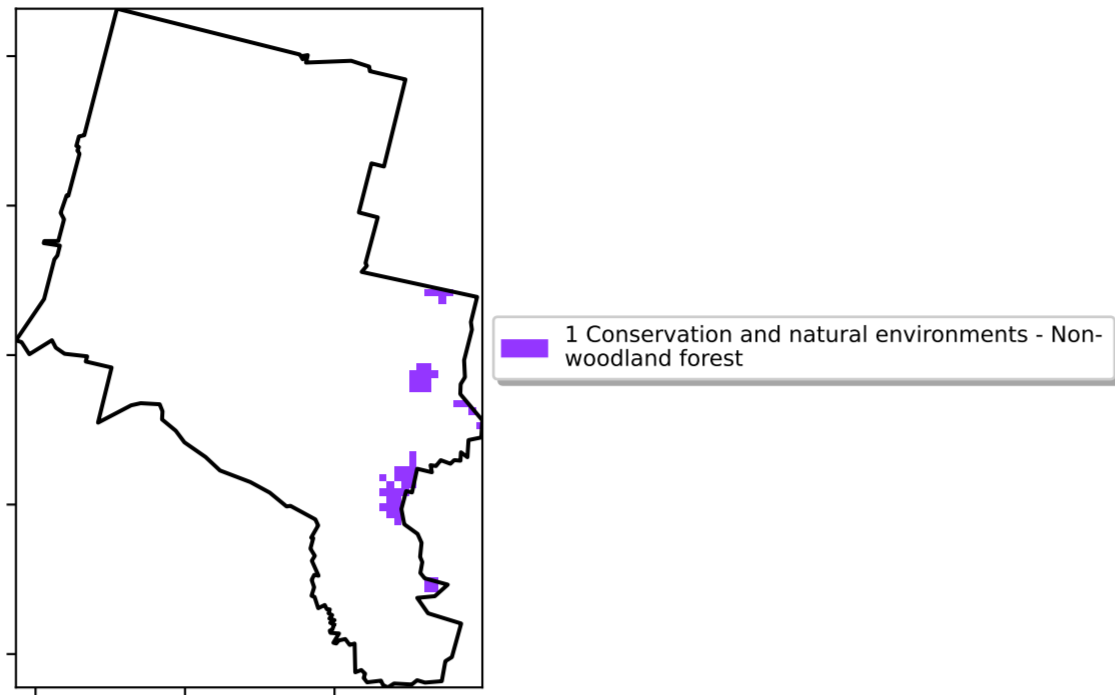 1 Conservation and natural environments - Non-
woodland forest